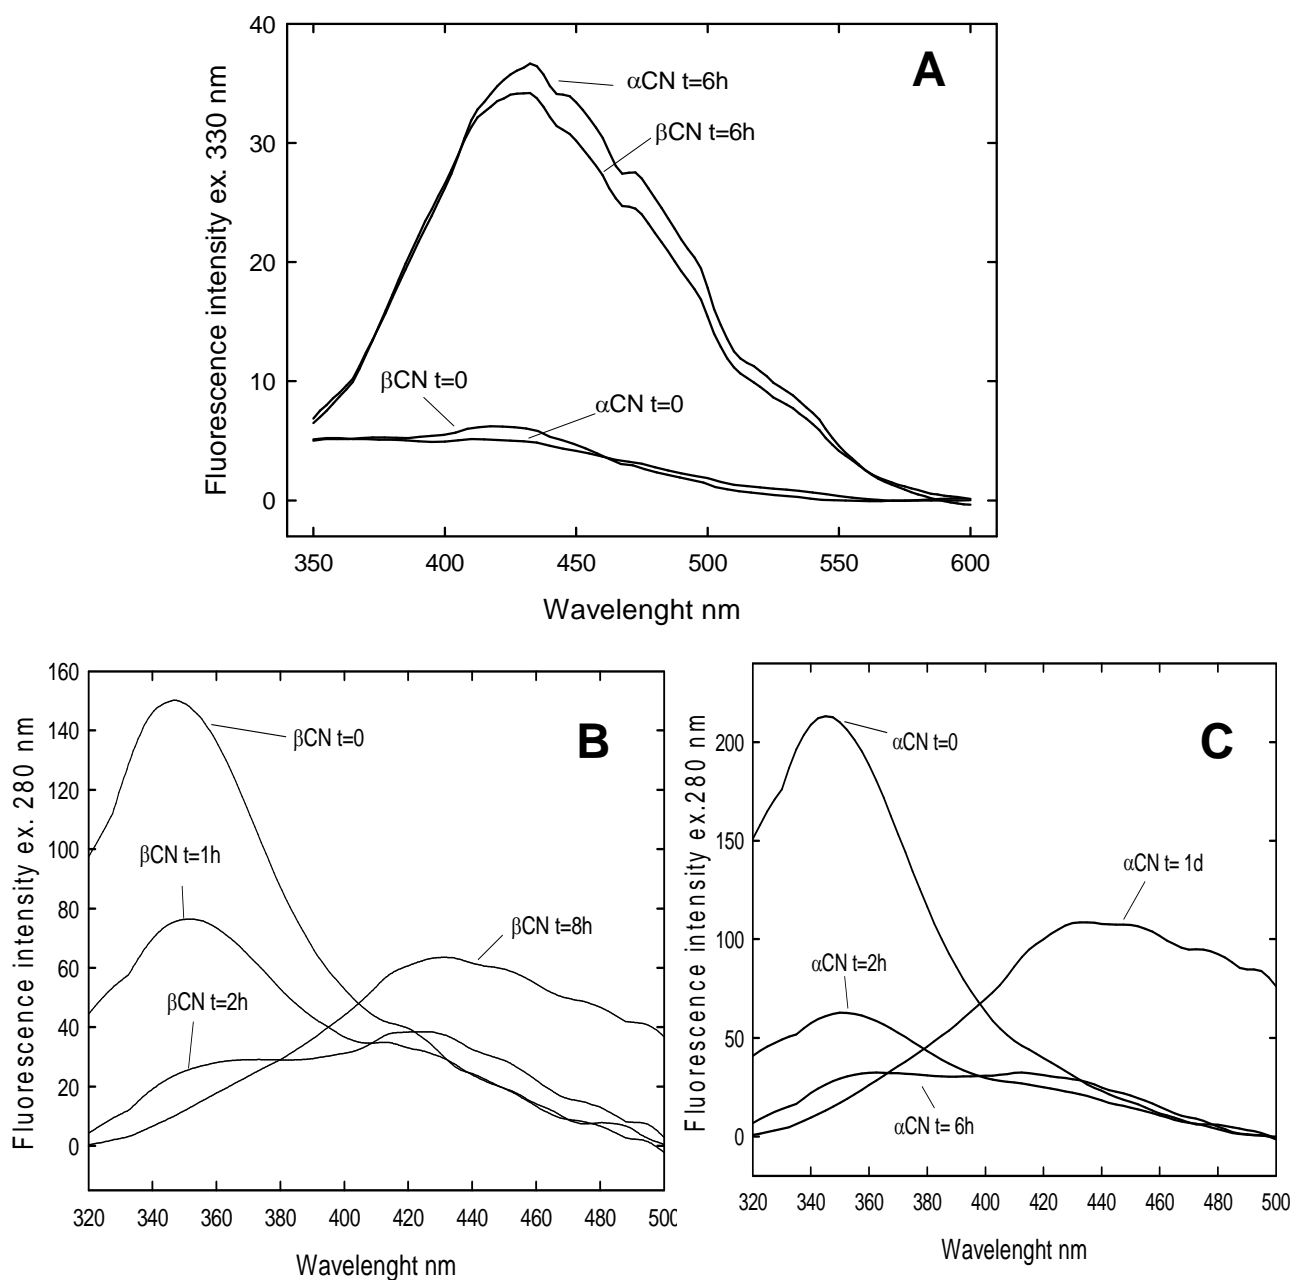 A
Fluorescence intensity ex. 330 nm
40
30
20
10
0
αCN t=6h
βCN t=6h
βCN t=0
αCN t=0
350 400 450 500 550 600
Wavelenght nm
B
Fluorescence intensity ex. 280 nm
160
140
120
100
80
60
40
20
0
βCN t=0
βCN t=1h
βCN t=8h
βCN t=2h
320 340 360 380 400 420 440 460 480 500
Wavelenght nm
C
Fluorescence intensity ex.280 nm
200
150
100
50
0
αCN t=0
αCN t= 1d
αCN t=2h
αCN t= 6h
320 340 360 380 400 420 440 460 480 500
Wavelenght nm